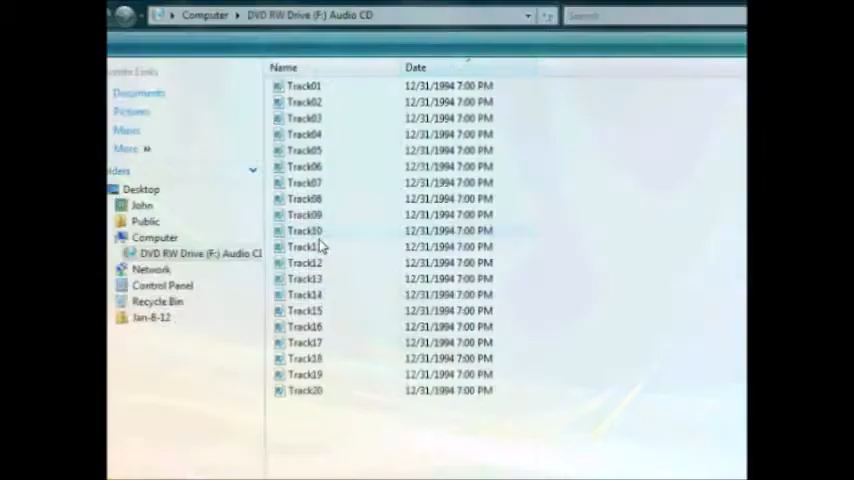 Computer ▸ DVD RW Drive (F:) Audio CD
Search
Name Date
Links
Documents
Pictures
Music
More »
Desktop
John
Public
Computer
DVD RW Drive (F:) Audio CI
Network
Control Panel
Recycle Bin
Jan-8-12
Track01 12/31/1994 7:00 PM
Track02 12/31/1994 7:00 PM
Track03 12/31/1994 7:00 PM
Track04 12/31/1994 7:00 PM
Track05 12/31/1994 7:00 PM
Track06 12/31/1994 7:00 PM
Track07 12/31/1994 7:00 PM
Track08 12/31/1994 7:00 PM
Track09 12/31/1994 7:00 PM
Track10 12/31/1994 7:00 PM
Track1 12/31/1994 7:00 PM
Track12 12/31/1994 7:00 PM
Track13 12/31/1994 7:00 PM
Track14 12/31/1994 7:00 PM
Track15 12/31/1994 7:00 PM
Track16 12/31/1994 7:00 PM
Track17 12/31/1994 7:00 PM
Track18 12/31/1994 7:00 PM
Track19 12/31/1994 7:00 PM
Track20 12/31/1994 7:00 PM